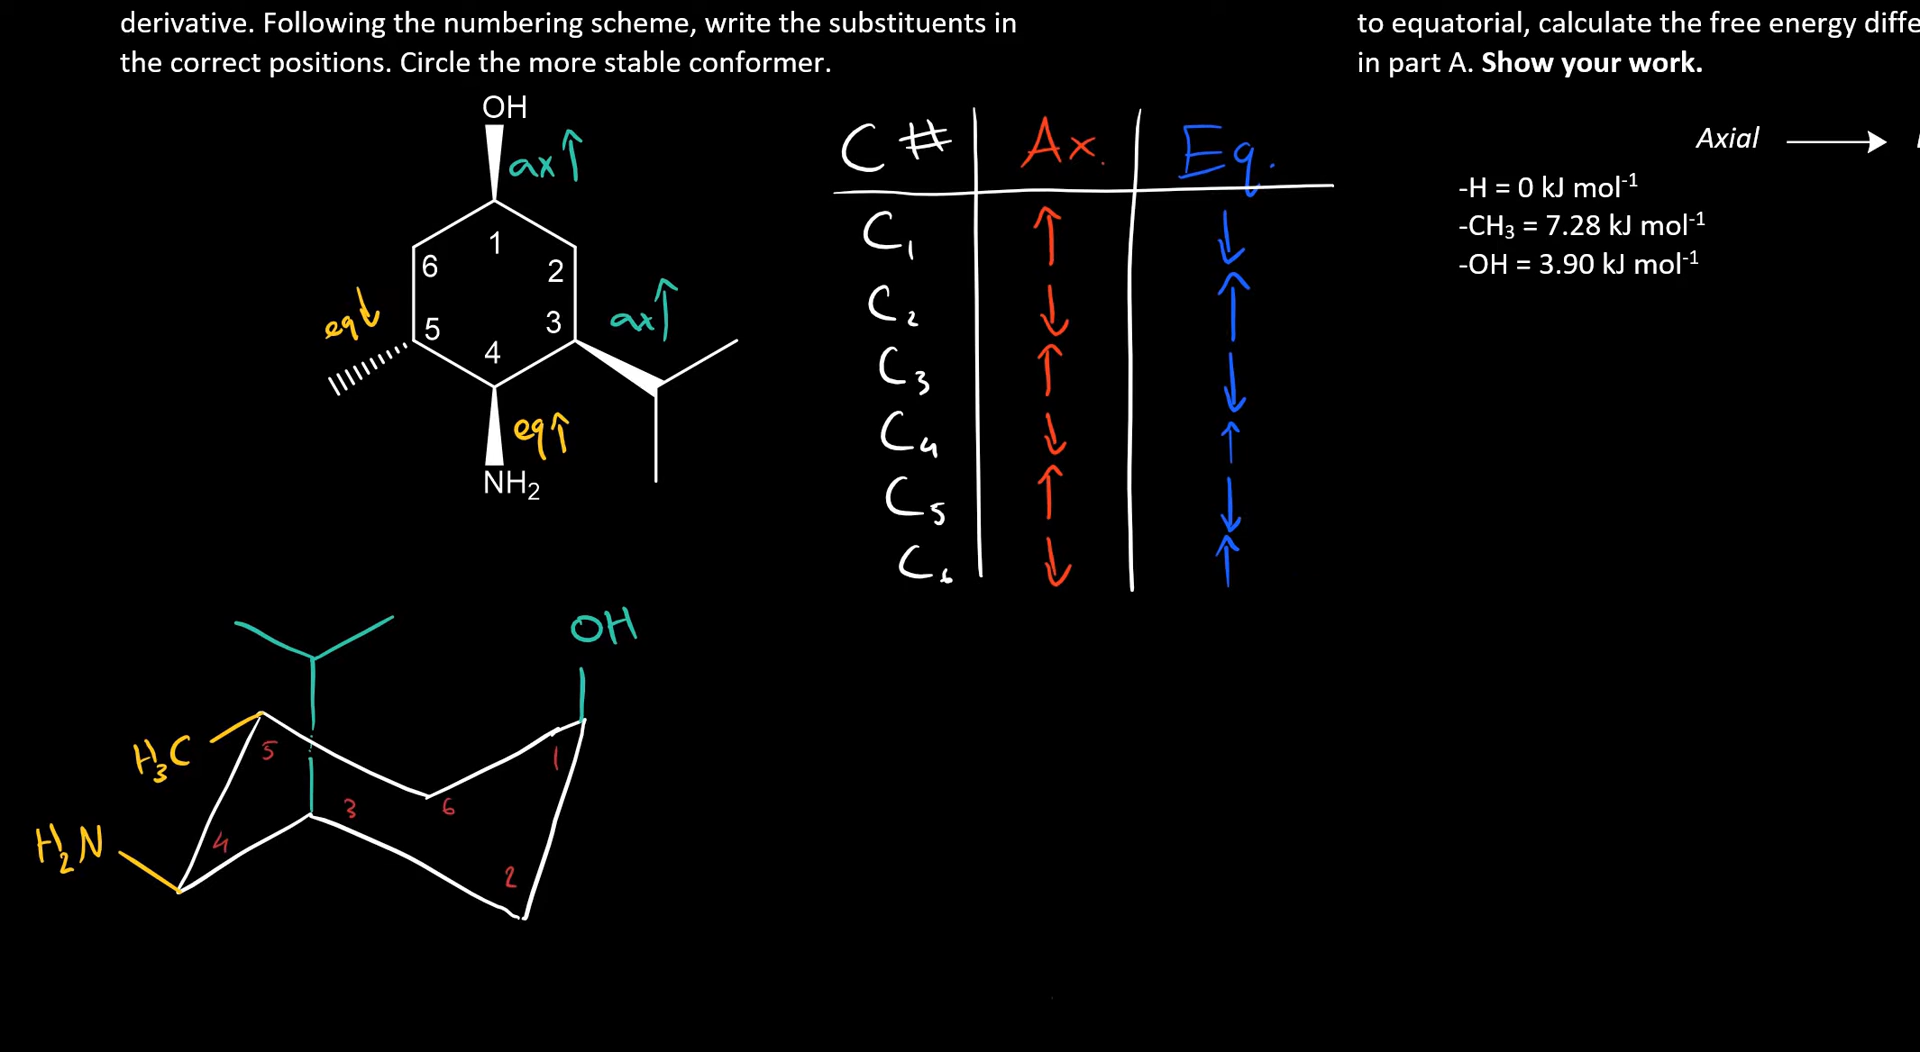 derivative. Following the numbering scheme, write the substituents in
the correct positions. Circle the more stable conformer.
to equatorial, calculate the free energy diffe
in part A. Show your work.
OH
ax↑
1
6
2
eq↓
5
3
ax↑
4
eq↑
NH₂
C # Ax. Eq.
C₁ ↑ ↓
C₂ ↓ ↑
C₃ ↑ ↓
C₄ ↓ ↑
C₅ ↑ ↓
C₆ ↓ ↑
Axial
-H = 0 kJ mol⁻¹
-CH₃ = 7.28 kJ mol⁻¹
-OH = 3.90 kJ mol⁻¹
OH
H₃C
5
1
3
6
H₂N
4
2